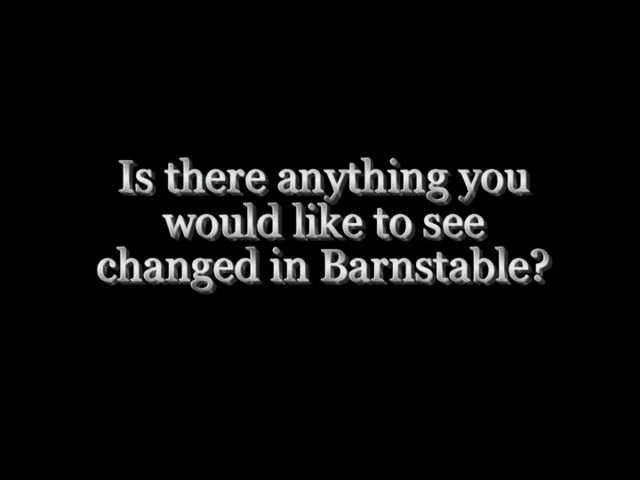 Is there anything you
would like to see
changed in Barnstable?